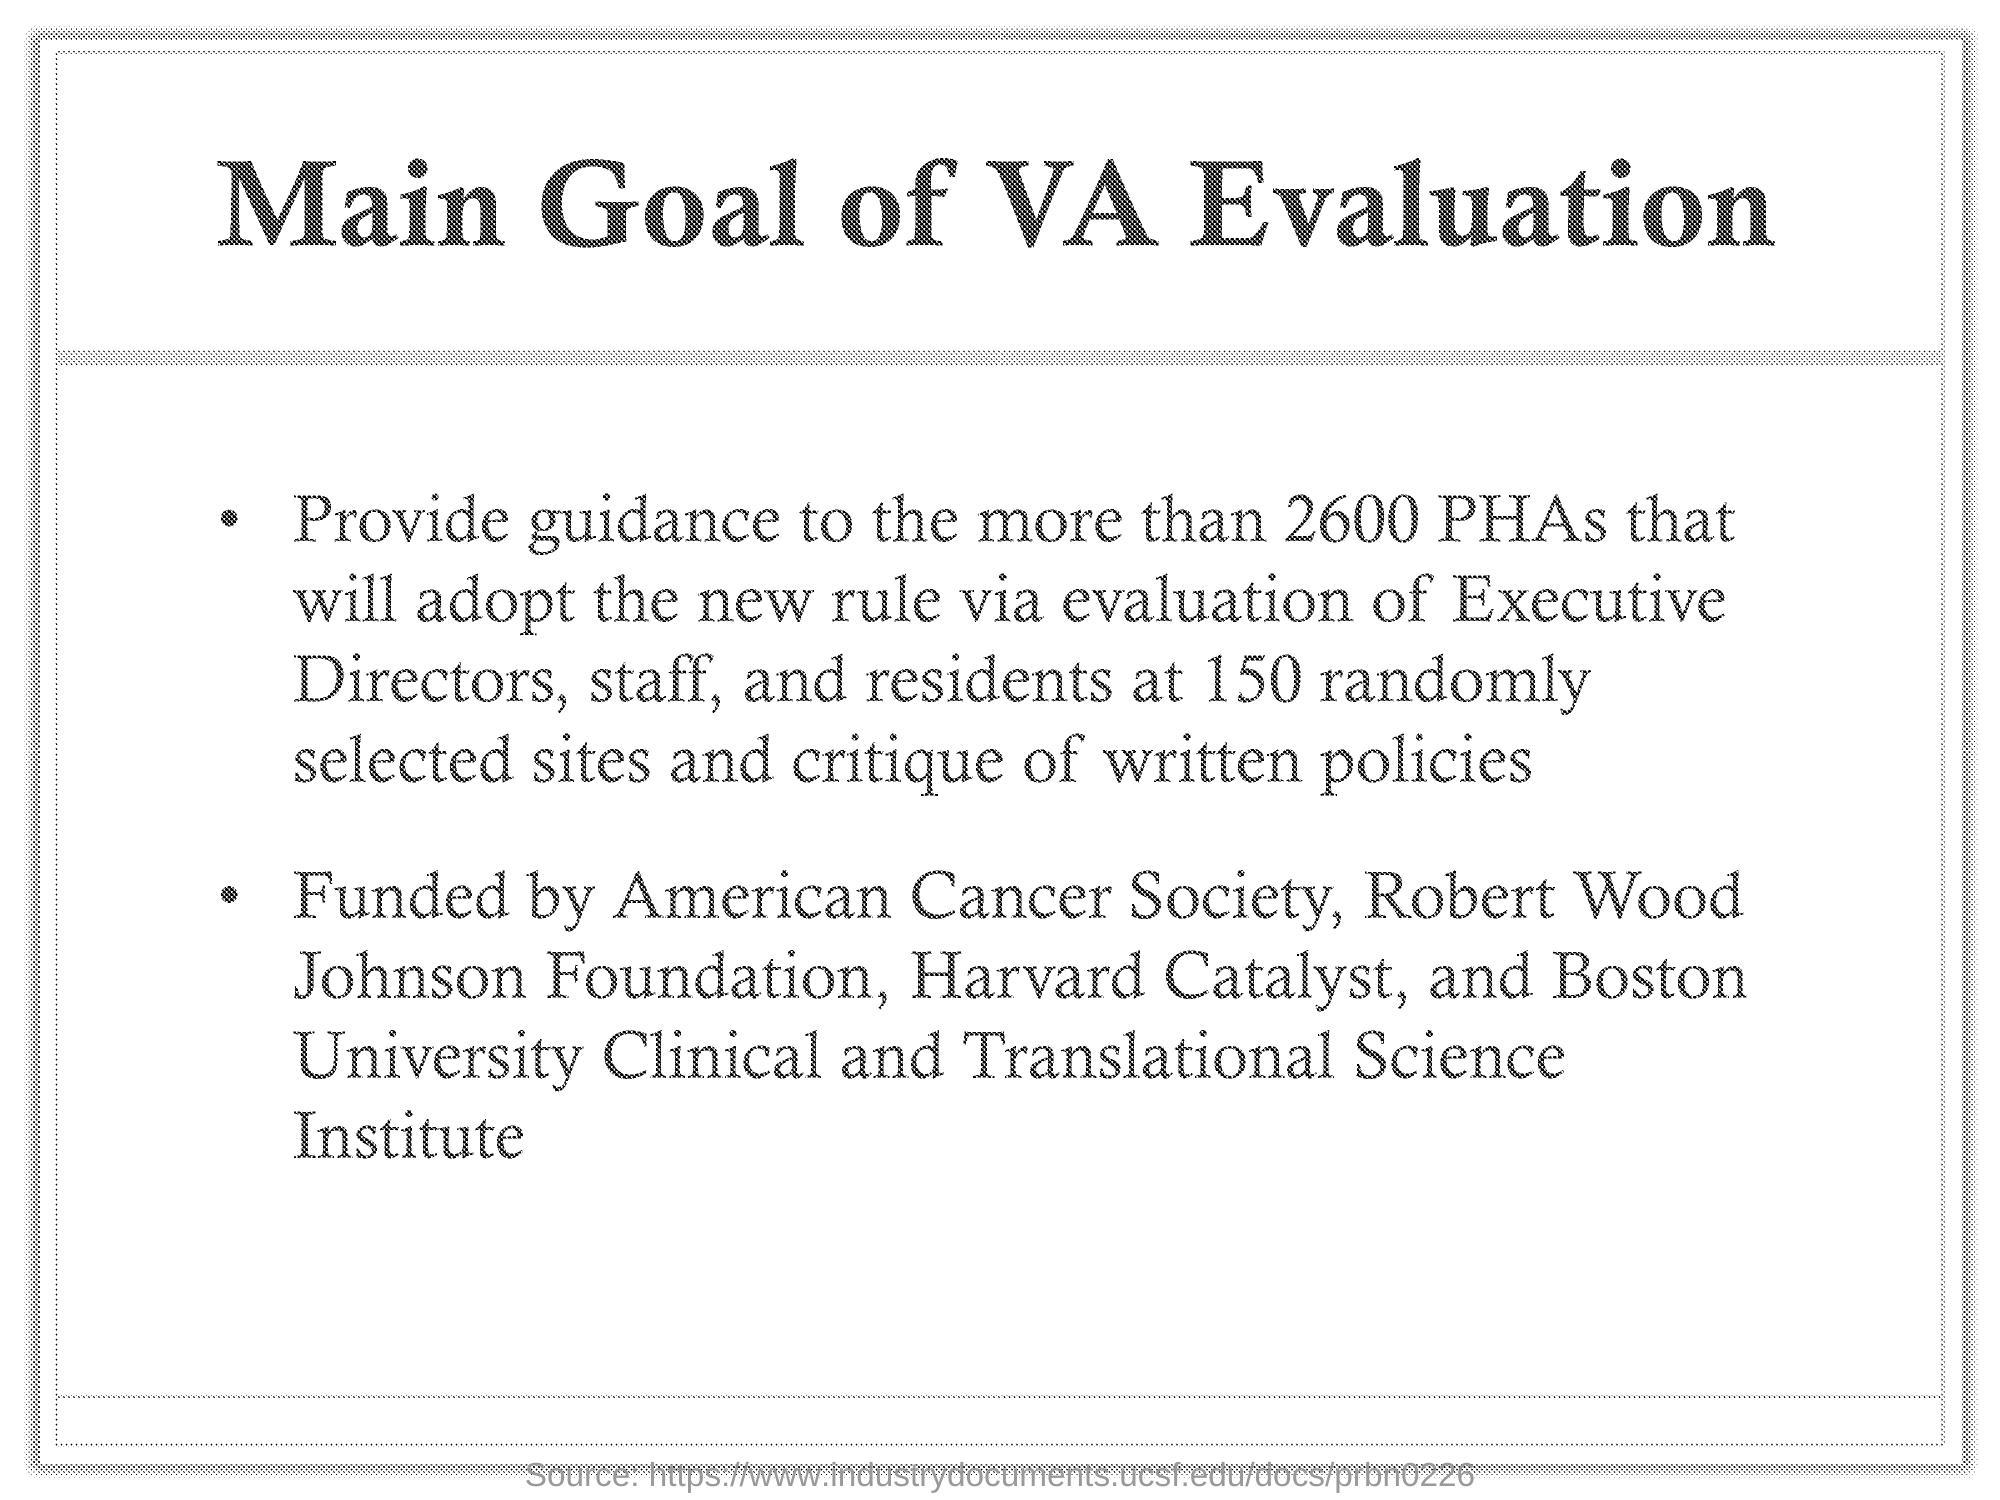 Main Goal of VA Evaluation
• Provide guidance to the more than 2600 PHAs that
will adopt the new rule via evaluation of Executive
Directors, staff, and residents at 150 randomly
selected sites and critique of written policies
• Funded by American Cancer Society, Robert Wood
Johnson Foundation, Harvard Catalyst, and Boston
University Clinical and Translational Science
Institute
Source: https://www.industrydocuments.ucsf.edu/docs/prbn0226